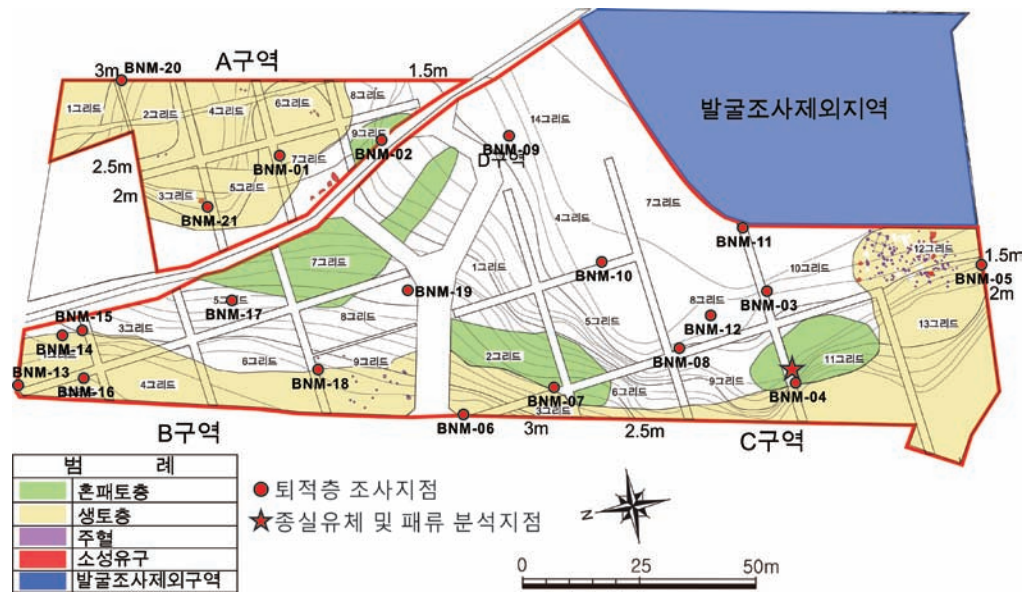 A구역
3m
BNM-20
1.5m
1그리드
2그리드
4그리드
6그리드
8그리드
9그리드
14그리드
발굴조사제외지역
BNM-01
7그리드
BNM-02
BNM-09
D구역
2.5m
2m
3그리드
5그리드
BNM-21
4그리드
7그리드
BNM-11
7그리드
1그리드
BNM-10
10그리드
12그리드
1.5m
BNM-05
2m
5그리드
BNM-17
BNM-19
8그리드
BNM-03
BNM-15
3그리드
8그리드
5그리드
BNM-12
13그리드
BNM-14
BNM-13
BNM-16
4그리드
6그리드
BNM-18
9그리드
2그리드
BNM-08
11그리드
9그리드
BNM-07
6그리드
BNM-04
3그리드
BNM-06
B구역
3m
2.5m
C구역
범 례
혼패토층
생토층
주혈
소성유구
발굴조사제외구역
퇴적층 조사지점
종실유체 및 패류 분석지점
N
0 25 50m